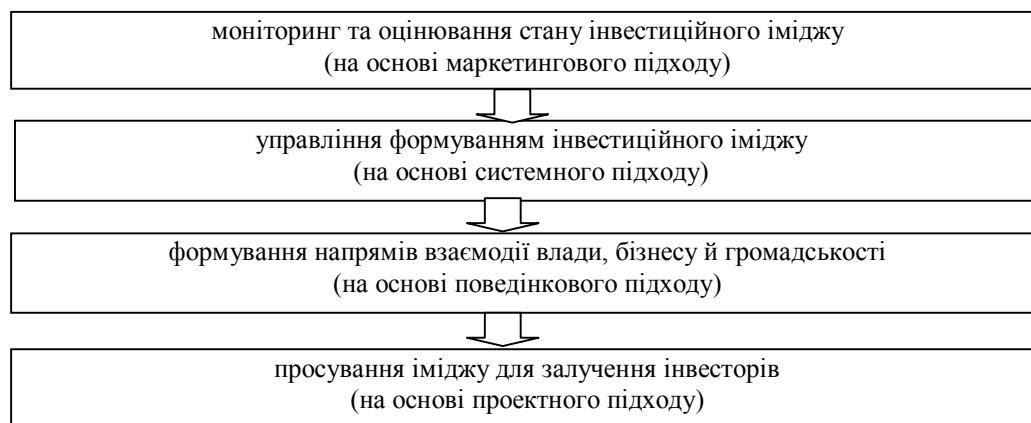 моніторинг та оцінювання стану інвестиційного іміджу
(на основі маркетингового підходу)
управління формуванням інвестиційного іміджу
(на основі системного підходу)
формування напрямів взаємодії влади, бізнесу й громадськості
(на основі поведінкового підходу)
просування іміджу для залучення інвесторів
(на основі проектного підходу)